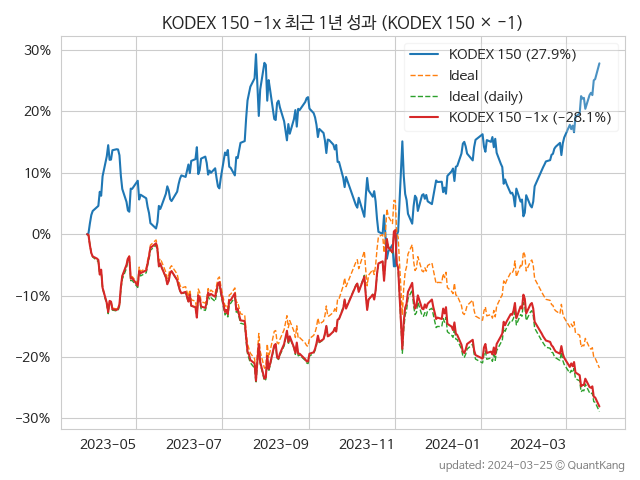 KODEX 150 −1x 최근 1년 성과 (KODEX 150 × −1)
30%
20%
10%
0%
−10%
−20%
−30%
KODEX 150 (27.9%)
Ideal
Ideal (daily)
KODEX 150 −1x (−28.1%)
2023-05 2023-07 2023-09 2023-11 2024-01 2024-03
updated: 2024-03-25 © QuantKang